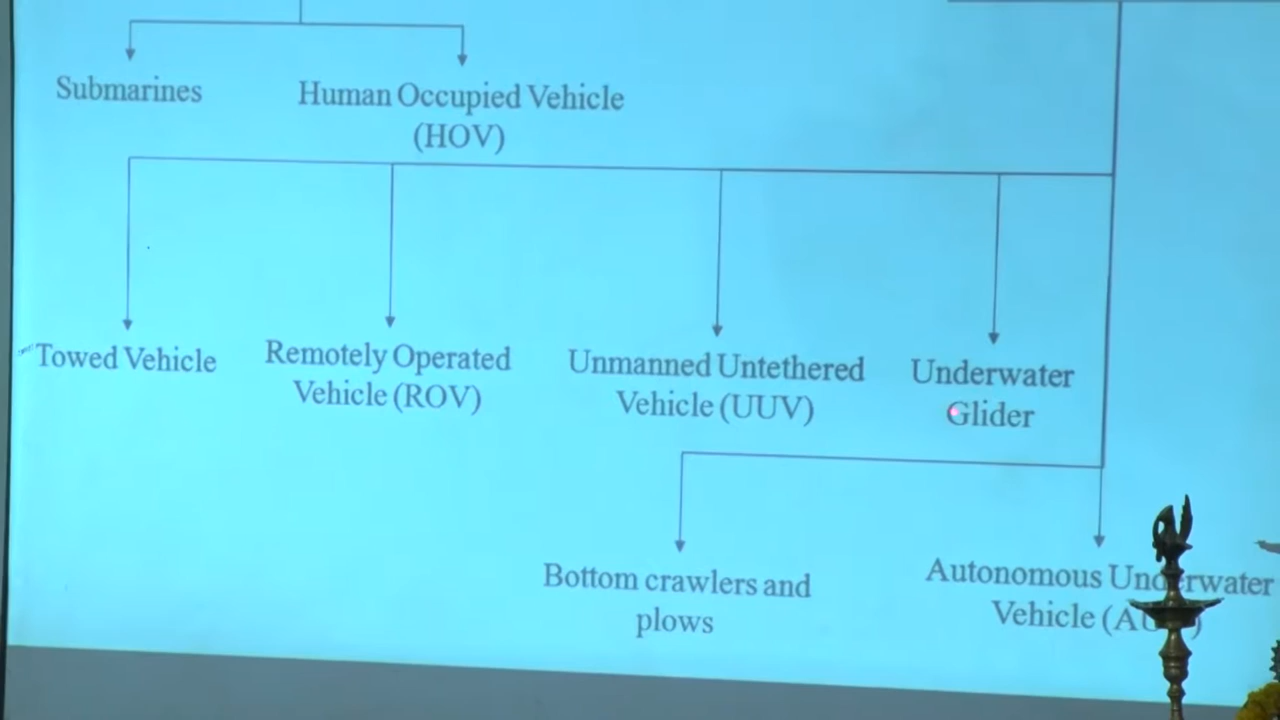 Submarines
Human Occupied Vehicle
(HOV)
Towed Vehicle
Remotely Operated
Vehicle (ROV)
Unmanned Untethered
Vehicle (UUV)
Underwater
Glider
Bottom crawlers and
plows
Autonomous Underwater
Vehicle